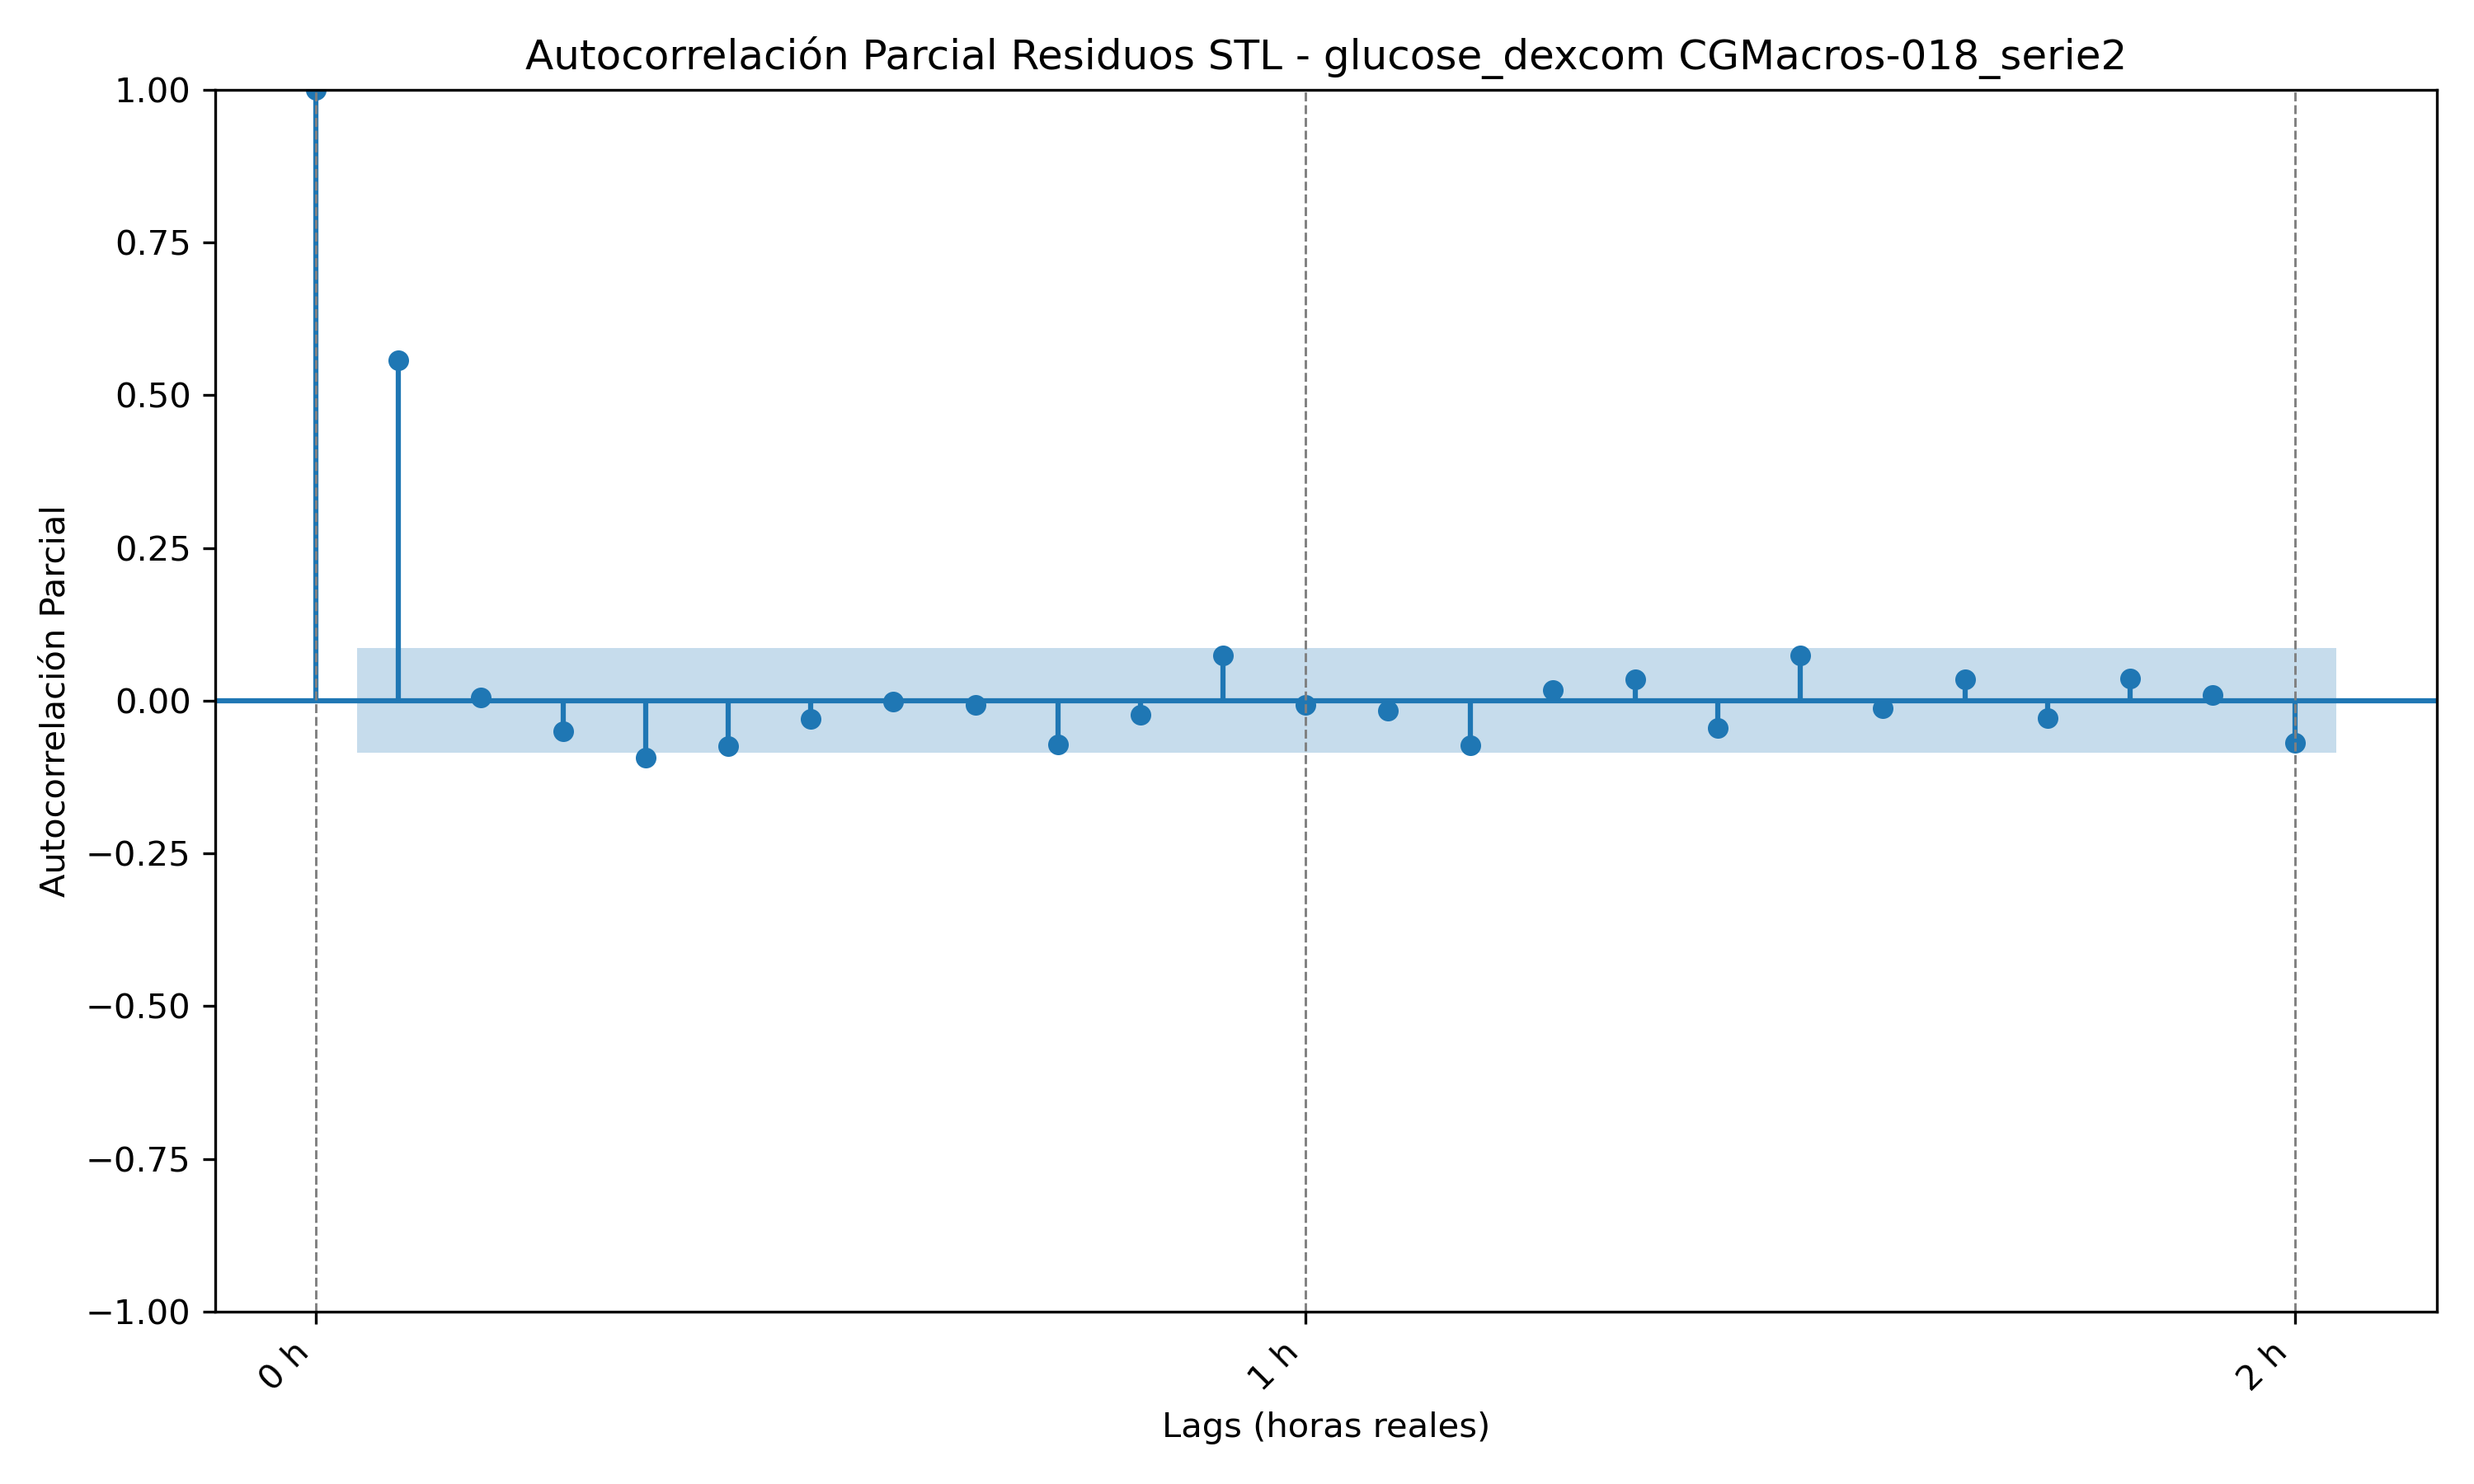 Autocorrelación Parcial Residuos STL - glucose_dexcom CGMacros-018_serie2
1.00
0.75
0.50
0.25
0.00
−0.25
−0.50
−0.75
−1.00
Autocorrelación Parcial
0 h
1 h
2 h
Lags (horas reales)